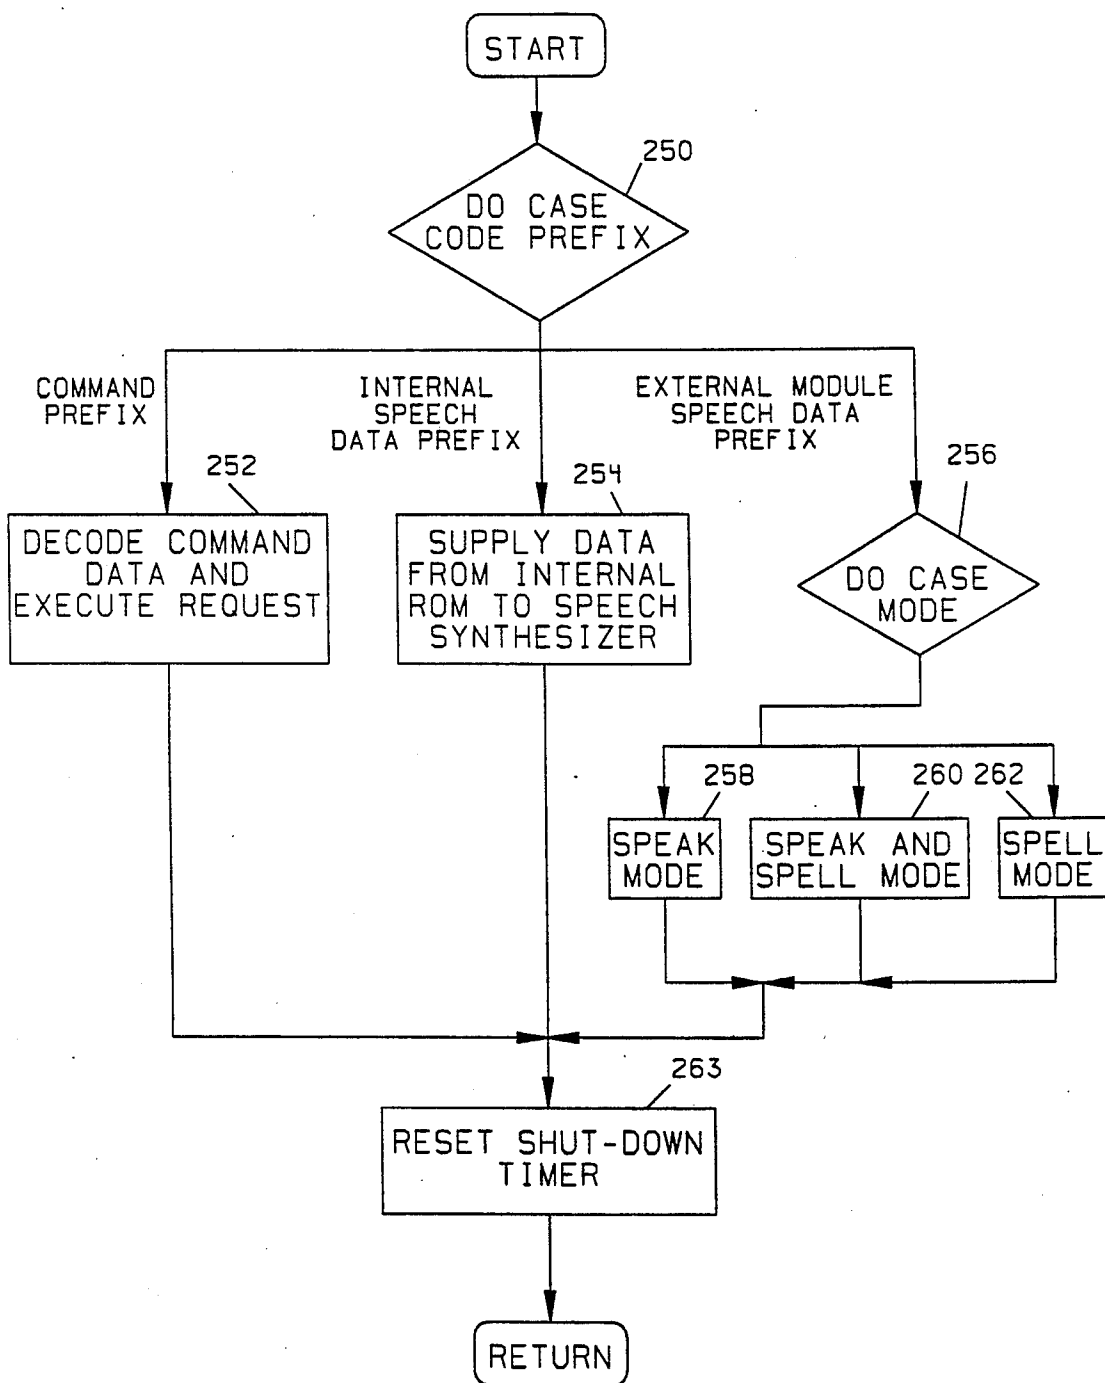 START
250
DO CASE
CODE PREFIX
COMMAND
PREFIX
INTERNAL
SPEECH
DATA PREFIX
EXTERNAL MODULE
SPEECH DATA
PREFIX
252
DECODE COMMAND
DATA AND
EXECUTE REQUEST
254
SUPPLY DATA
FROM INTERNAL
ROM TO SPEECH
SYNTHESIZER
256
DO CASE
MODE
258
SPEAK
MODE
260
SPEAK AND
SPELL MODE
262
SPELL
MODE
263
RESET SHUT-DOWN
TIMER
RETURN